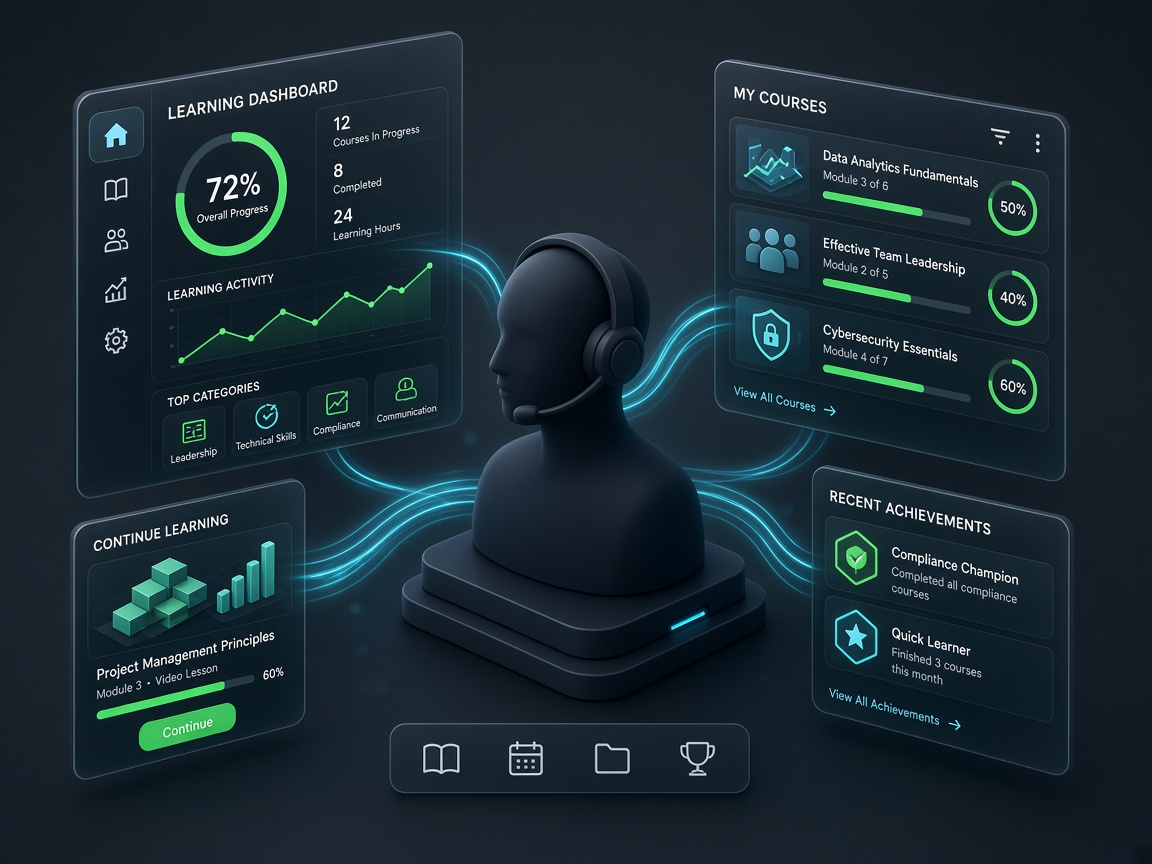 LEARNING DASHBOARD
72%
Overall Progress
12
Courses In Progress
8
Completed
24
Learning Hours
LEARNING ACTIVITY
TOP CATEGORIES
Leadership
Technical Skills
Compliance
Communication
MY COURSES
Data Analytics Fundamentals
Module 3 of 6
50%
Effective Team Leadership
Module 2 of 5
40%
Cybersecurity Essentials
Module 4 of 7
60%
View All Courses →
CONTINUE LEARNING
Project Management Principles
Module 3 • Video Lesson
60%
Continue
RECENT ACHIEVEMENTS
Compliance Champion
Completed all compliance
courses
Quick Learner
Finished 3 courses
this month
View All Achievements →